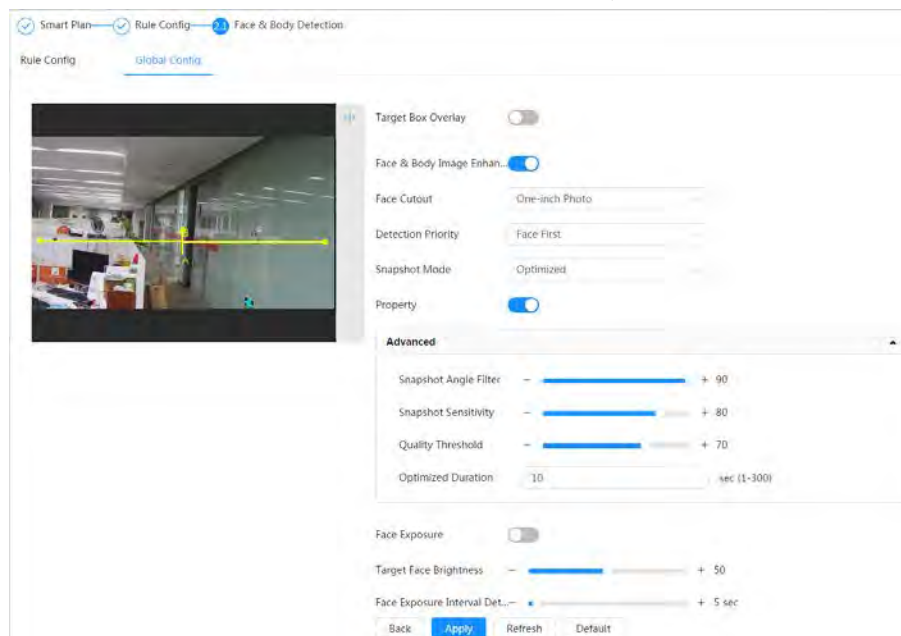 Smart Plan Rule Config 2.1 Face & Body Detection
Rule Config Global Config
Target Box Overlay
Face & Body Image Enhan...
Face Cutout One-inch Photo
Detection Priority Face First
Snapshot Mode Optimized
Property
Advanced
Snapshot Angle Filter − + 90
Snapshot Sensitivity − + 80
Quality Threshold − + 70
Optimized Duration 10 sec (1-300)
Face Exposure
Target Face Brightness − + 50
Face Exposure Interval Det... − + 5 sec
Back Apply Refresh Default